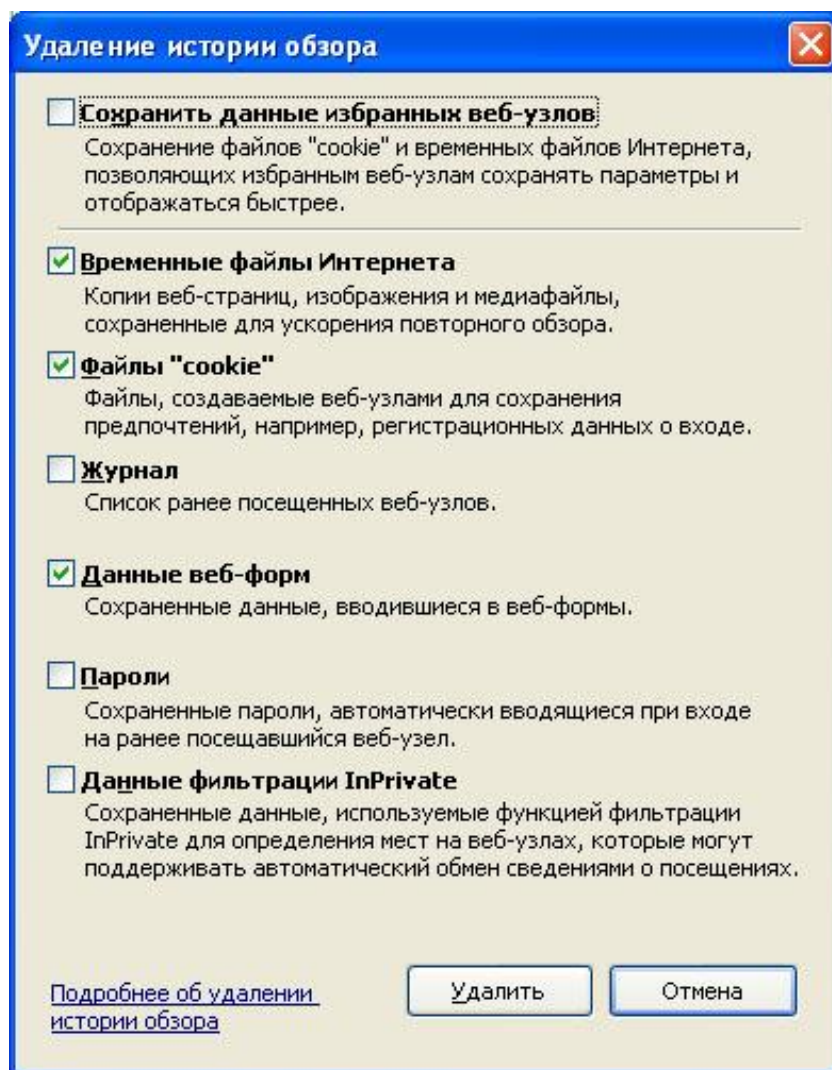 Удаление истории обзора
Сохранить данные избранных веб-узлов
Сохранение файлов "cookie" и временных файлов Интернета,
позволяющих избранным веб-узлам сохранять параметры и
отображаться быстрее.
Временные файлы Интернета
Копии веб-страниц, изображения и медиафайлы,
сохраненные для ускорения повторного обзора.
Файлы "cookie"
Файлы, создаваемые веб-узлами для сохранения
предпочтений, например, регистрационных данных о входе.
Журнал
Список ранее посещенных веб-узлов.
Данные веб-форм
Сохраненные данные, вводившиеся в веб-формы.
Пароли
Сохраненные пароли, автоматически вводящиеся при входе
на ранее посещавшийся веб-узел.
Данные фильтрации InPrivate
Сохраненные данные, используемые функцией фильтрации
InPrivate для определения мест на веб-узлах, которые могут
поддерживать автоматический обмен сведениями о посещениях.
Подробнее об удалении
истории обзора
Удалить
Отмена